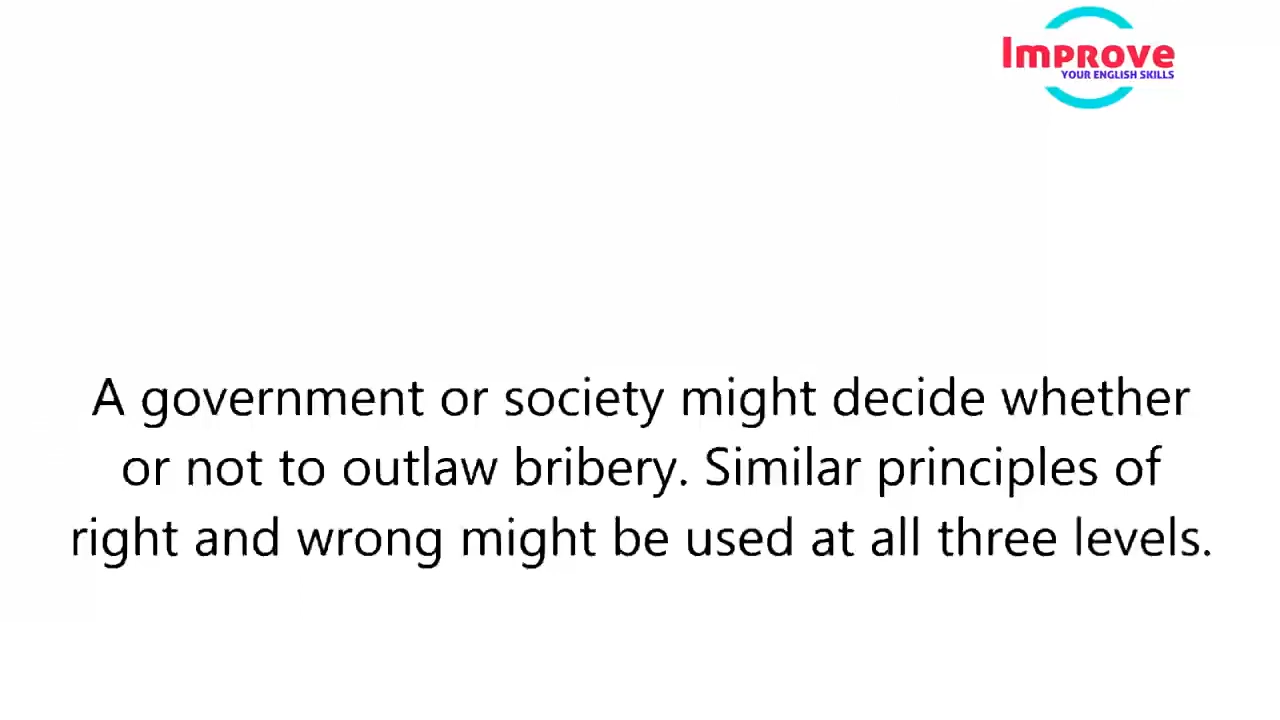 Improve
YOUR ENGLISH SKILLS
A government or society might decide whether
or not to outlaw bribery. Similar principles of
right and wrong might be used at all three levels.